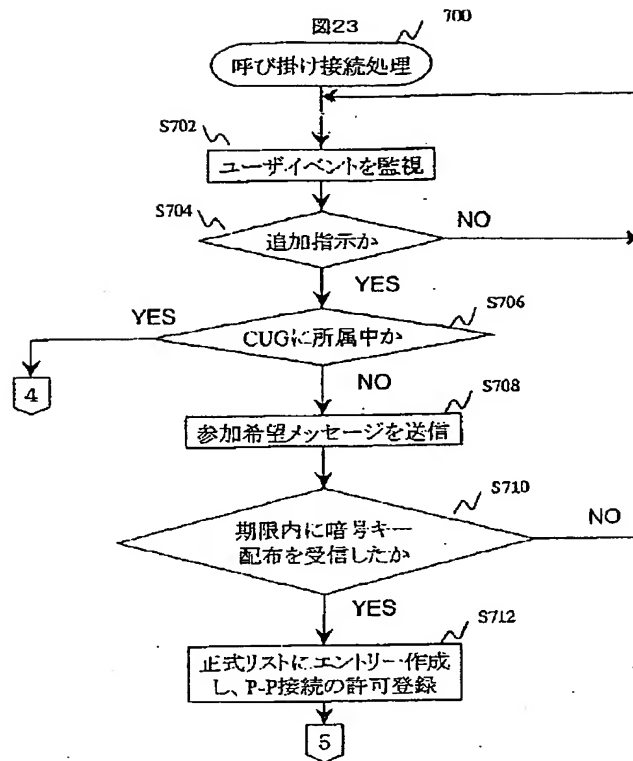 図23
700
呼び掛け接続処理
S702
ユーザイベントを監視
S704
追加指示か
NO
YES
S706
YES
CUGに所属中か
4
NO
S708
参加希望メッセージを送信
S710
期限内に暗号キー
配布を受信したか
NO
YES
S712
正式リストにエントリー作成
し、P-P接続の許可登録
5